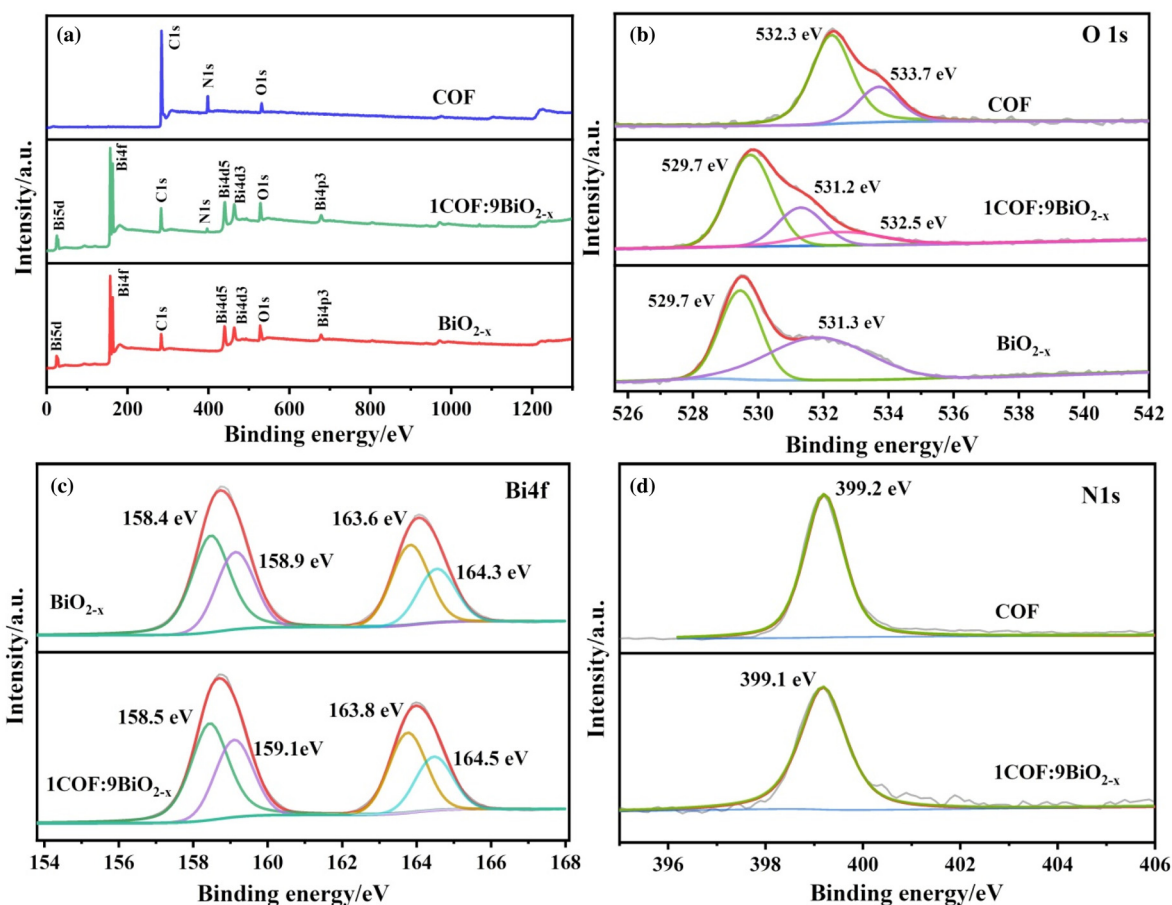 (a)
C1s
N1s
O1s
COF
Bi5d
Bi4f
C1s
N1s
Bi4d5
Bi4d3
O1s
Bi4p3
1COF:9BiO2-x
Bi5d
Bi4f
C1s
Bi4d5
Bi4d3
O1s
Bi4p3
BiO2-x
Intensity/a.u.
0 200 400 600 800 1000 1200
Binding energy/eV
(b)
O 1s
532.3 eV
533.7 eV
COF
529.7 eV
531.2 eV
532.5 eV
1COF:9BiO2-x
529.7 eV
531.3 eV
BiO2-x
Intensity/a.u.
526 528 530 532 534 536 538 540 542
Binding energy/eV
(c)
Bi4f
158.4 eV
158.9 eV
163.6 eV
164.3 eV
BiO2-x
158.5 eV
159.1eV
163.8 eV
164.5 eV
1COF:9BiO2-x
Intensity/a.u.
154 156 158 160 162 164 166 168
Binding energy/eV
(d)
N1s
399.2 eV
COF
399.1 eV
1COF:9BiO2-x
Intensity/a.u.
396 398 400 402 404 406
Binding energy/eV